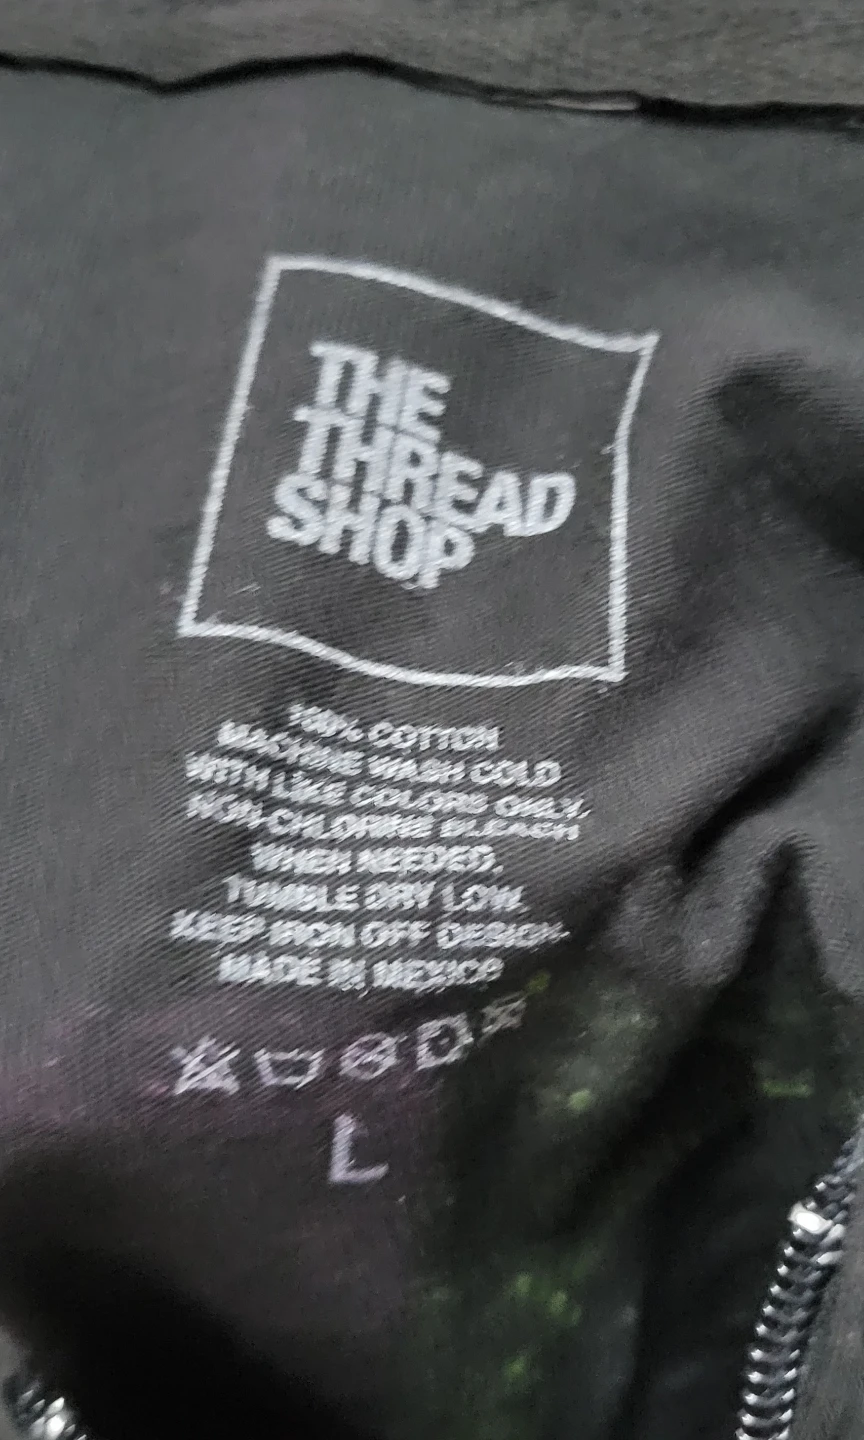 THE
THREAD
SHOP
100% COTTON
MACHINE WASH COLD
WITH LIKE COLORS ONLY.
NON-CHLORINE BLEACH
WHEN NEEDED.
TUMBLE DRY LOW.
KEEP IRON OFF DESIGN.
MADE IN MEXICO
L